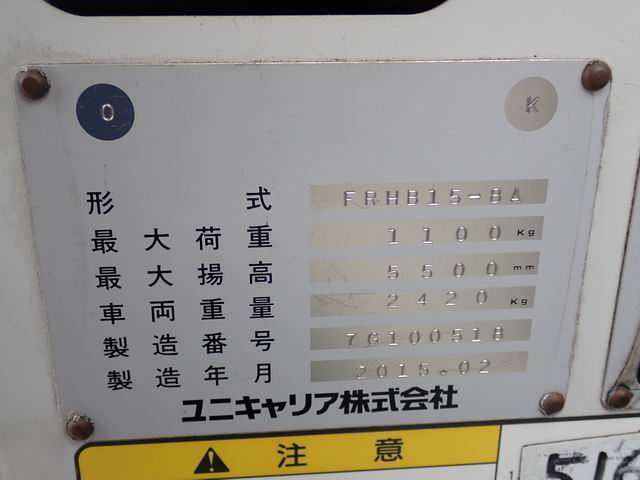 O K
形 式 FRHB15-8A
最大荷重 1100 Kg
最大揚高 5500 mm
車両重量 2420 Kg
製造番号 7G100518
製造年月 2015.02
ユニキャリア株式会社
注意
516